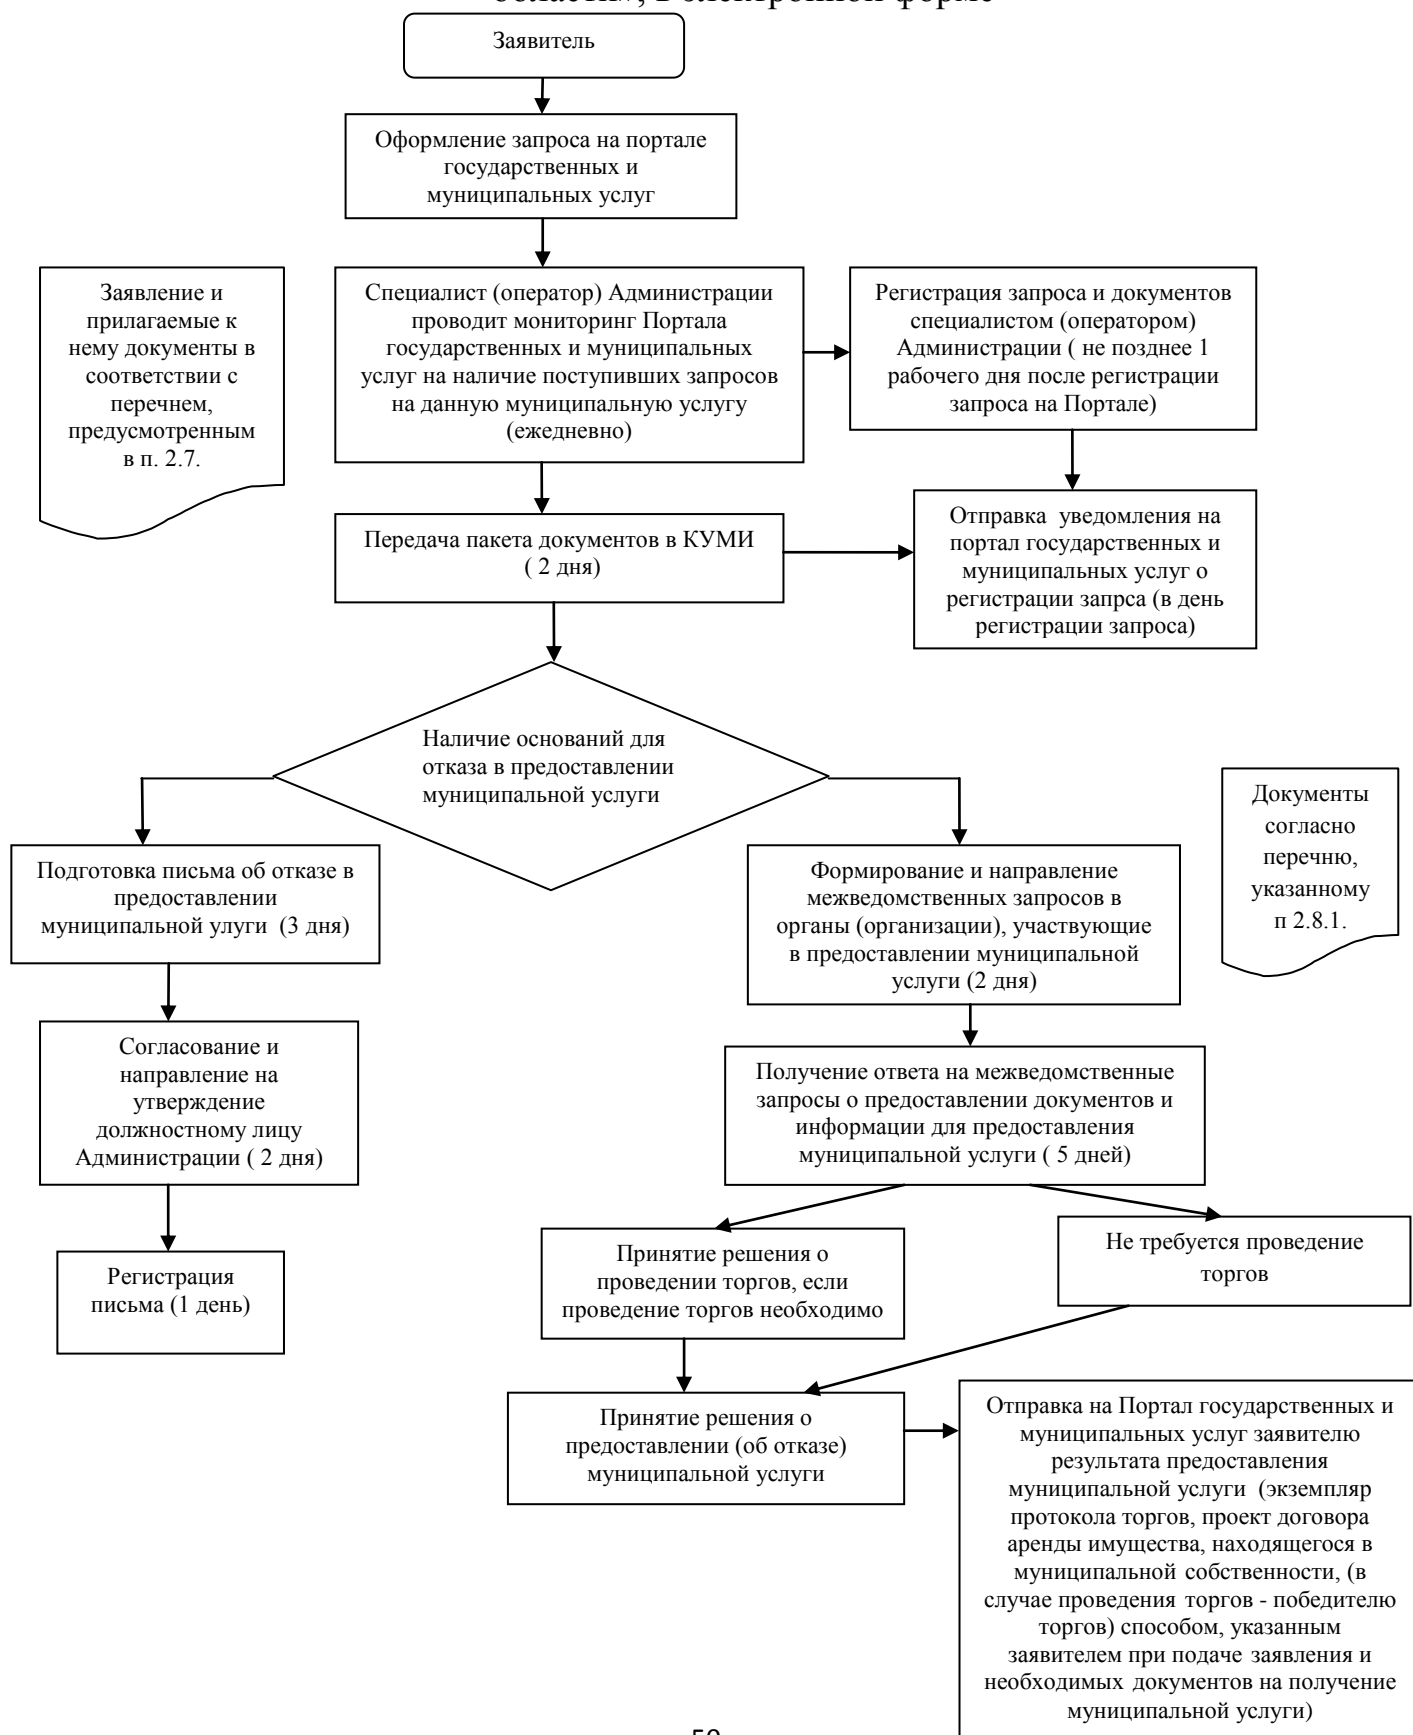 Заявитель
Оформление запроса на портале
государственных и
муниципальных услуг
Заявление и
прилагаемые к
нему документы в
соответствии с
перечнем,
предусмотренным
в п. 2.7.
Специалист (оператор) Администрации
проводит мониторинг Портала
государственных и муниципальных
услуг на наличие поступивших запросов
на данную муниципальную услугу
(ежедневно)
Регистрация запроса и документов
специалистом (оператором)
Администрации ( не позднее 1
рабочего дня после регистрации
запроса на Портале)
Передача пакета документов в КУМИ
( 2 дня)
Отправка уведомления на
портал государственных и
муниципальных услуг о
регистрации запрса (в день
регистрации запроса)
Наличие оснований для
отказа в предоставлении
муниципальной услуги
Документы
согласно
перечню,
указанному
п 2.8.1.
Подготовка письма об отказе в
предоставлении
муниципальной улуги (3 дня)
Формирование и направление
межведомственных запросов в
органы (организации), участвующие
в предоставлении муниципальной
услуги (2 дня)
Согласование и
направление на
утверждение
должностному лицу
Администрации ( 2 дня)
Получение ответа на межведомственные
запросы о предоставлении документов и
информации для предоставления
муниципальной услуги ( 5 дней)
Регистрация
письма (1 день)
Принятие решения о
проведении торгов, если
проведение торгов необходимо
Не требуется проведение
торгов
Принятие решения о
предоставлении (об отказе)
муниципальной услуги
Отправка на Портал государственных и
муниципальных услуг заявителю
результата предоставления
муниципальной услуги (экземпляр
протокола торгов, проект договора
аренды имущества, находящегося в
муниципальной собственности, (в
случае проведения торгов - победителю
торгов) способом, указанным
заявителем при подаче заявления и
необходимых документов на получение
муниципальной услуги)